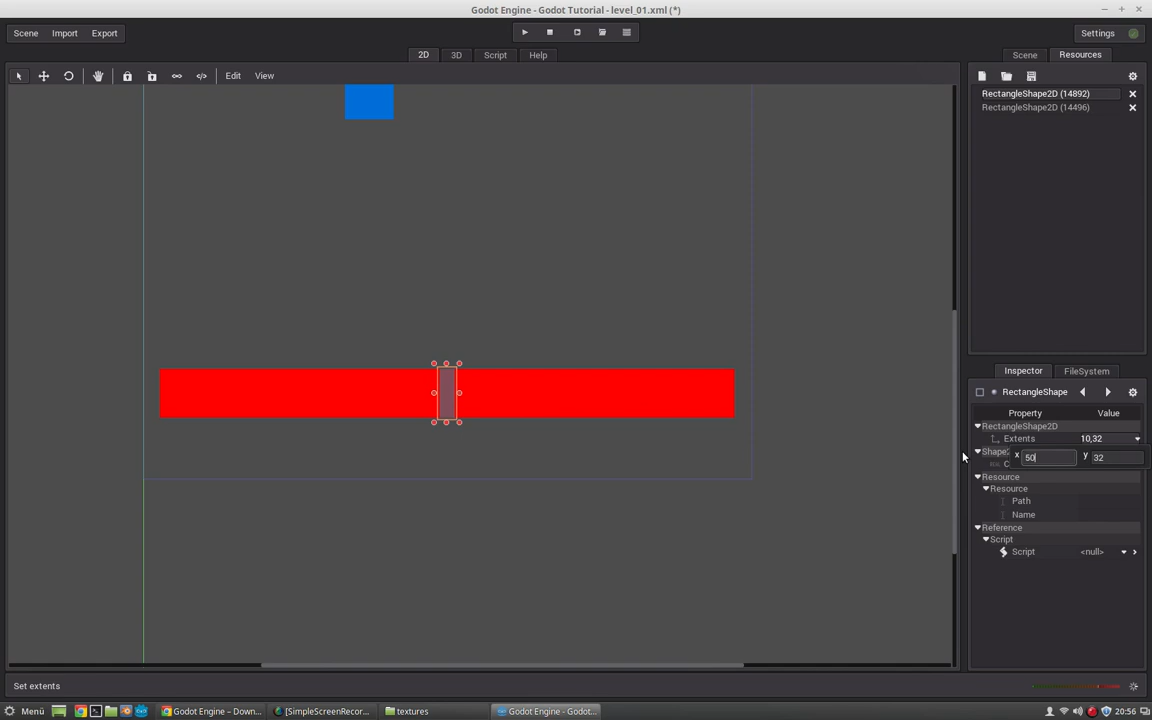 Godot Engine - Godot Tutorial - level_01.xml (*)
Scene Import Export Settings
2D 3D Script Help Scene Resources
Edit View
RectangleShape2D (14892)
RectangleShape2D (14496)
Inspector FileSystem
RectangleShape
Property Value
RectangleShape2D
Extents 10,32
Shape2 x 50 y 32
C
Resource
Resource
Path
Name
Reference
Script
Script <null>
Set extents
Menü Godot Engine – Down... [SimpleScreenRecor... textures Godot Engine - Godot... 20:56